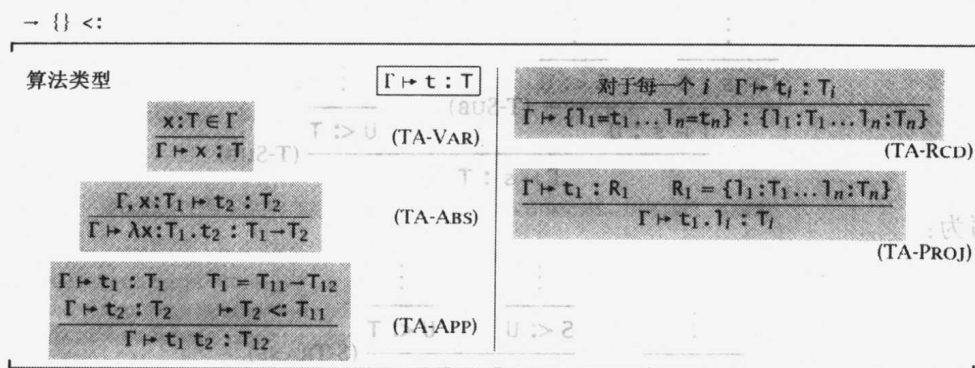 → {} <:
算法类型
Γ ↦ t : T
x:T ∈ Γ
Γ ↦ x : T
(TA-VAR)
Γ, x:T₁ ↦ t₂ : T₂
Γ ↦ λx:T₁.t₂ : T₁→T₂
(TA-ABS)
Γ ↦ t₁ : T₁ T₁ = T₁₁→T₁₂
Γ ↦ t₂ : T₂ ↦ T₂ <: T₁₁
Γ ↦ t₁ t₂ : T₁₂
(TA-APP)
对于每一个 i Γ ↦ tᵢ : Tᵢ
Γ ↦ {l₁=t₁...lₙ=tₙ} : {l₁:T₁...lₙ:Tₙ}
(TA-RCD)
Γ ↦ t₁ : R₁ R₁ = {l₁:T₁...lₙ:Tₙ}
Γ ↦ t₁.lᵢ : Tᵢ
(TA-PROJ)